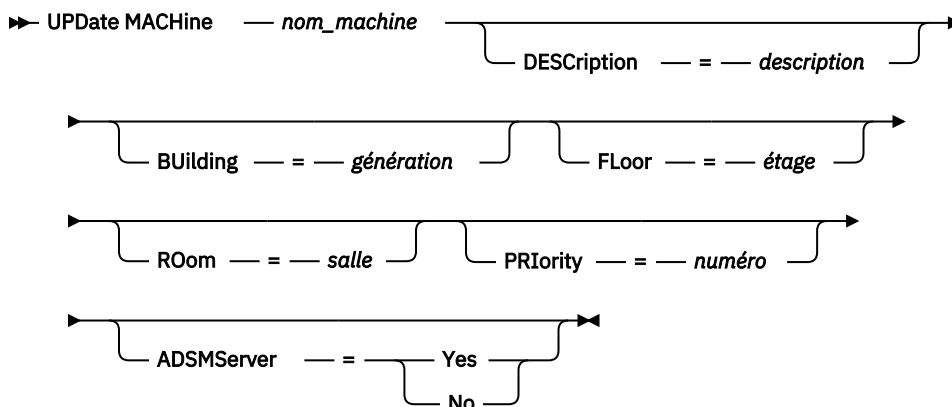 UPDate MACHine — nom_machine
DESCription — = — description
BUilding — = — génération
FLoor — = — étage
ROom — = — salle
PRIority — = — numéro
ADSMServer — = — Yes
No